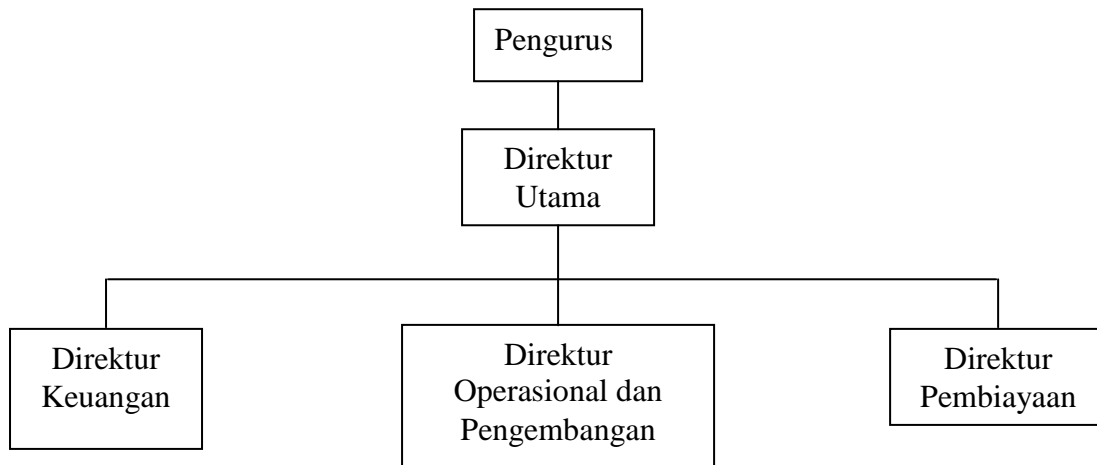 Pengurus
Direktur
Utama
Direktur
Keuangan
Direktur
Operasional dan
Pengembangan
Direktur
Pembiayaan